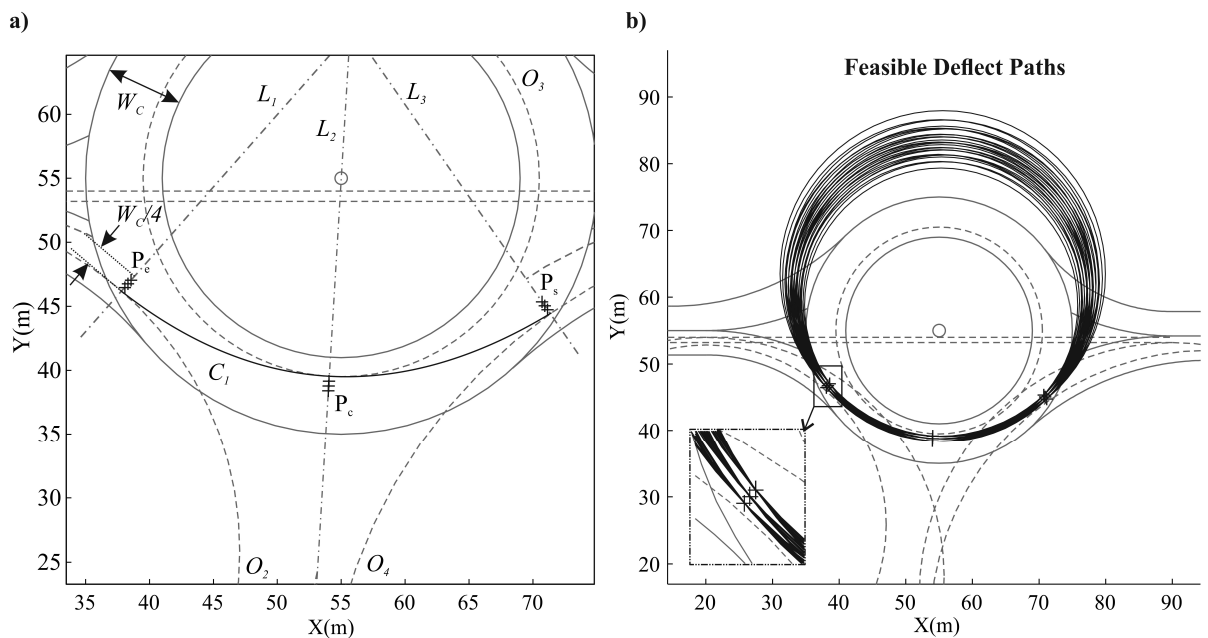 a)
60
55
50
45
40
35
30
25
Y(m)
35 40 45 50 55 60 65 70
X(m)
W_C
L_1
L_2
L_3
O_3
W_C/4
P_e
P_s
C_1
P_c
O_2
O_4
b)
Feasible Deflect Paths
90
80
70
60
50
40
30
20
Y(m)
20 30 40 50 60 70 80 90
X(m)